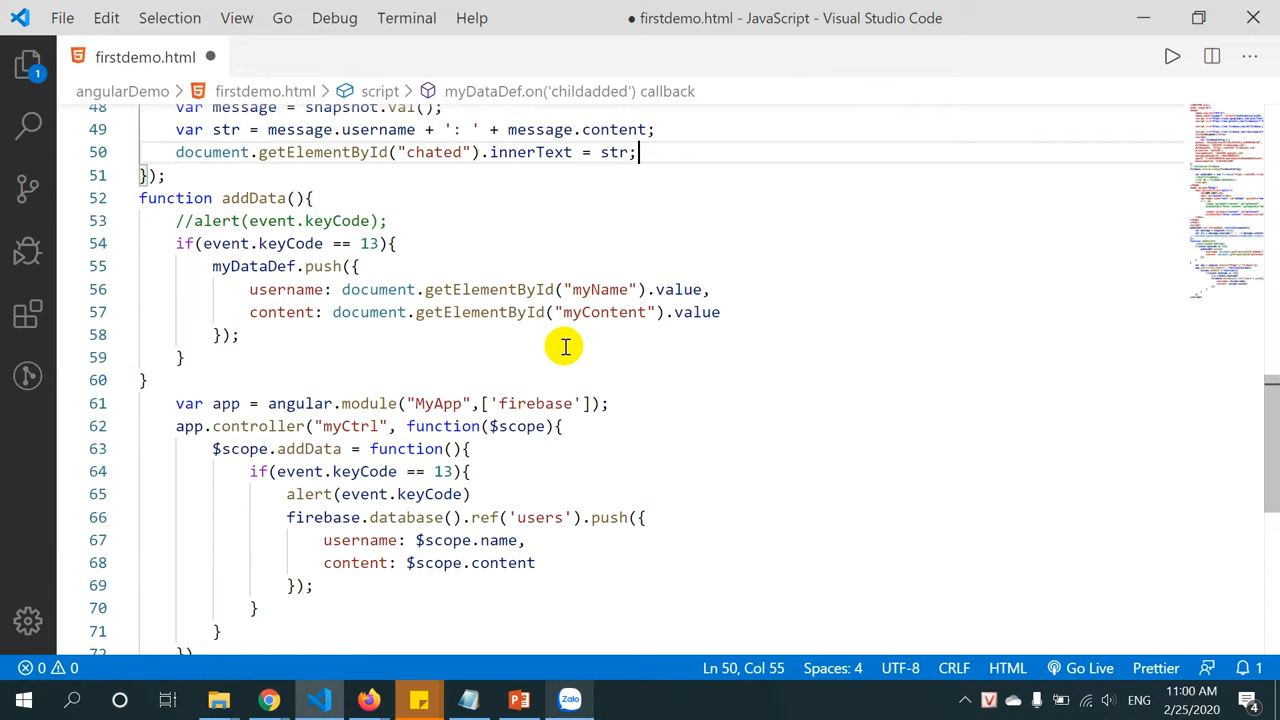 File Edit Selection View Go Debug Terminal Help
● firstdemo.html - JavaScript - Visual Studio Code
1
firstdemo.html ●
angularDemo > firstdemo.html > script > myDataDef.on('childadded') callback
48 var message = snapshot.val();
49 var str = message.username + ": " + message.content;
50 document.getElementById("chatbox").innerText = str;
51 });
52 function addData(){
53 //alert(event.keyCode);
54 if(event.keyCode == 13){
55 myDataDef.push({
56 username: document.getElementById("myName").value,
57 content: document.getElementById("myContent").value
58 });
59 }
60 }
61 var app = angular.module("MyApp",['firebase']);
62 app.controller("myCtrl", function($scope){
63 $scope.addData = function(){
64 if(event.keyCode == 13){
65 alert(event.keyCode)
66 firebase.database().ref('users').push({
67 username: $scope.name,
68 content: $scope.content
69 });
70 }
71 }
72 })
0 0 Ln 50, Col 55 Spaces: 4 UTF-8 CRLF HTML Go Live Prettier 1
Zalo
V
ENG
11:00 AM
2/25/2020
4